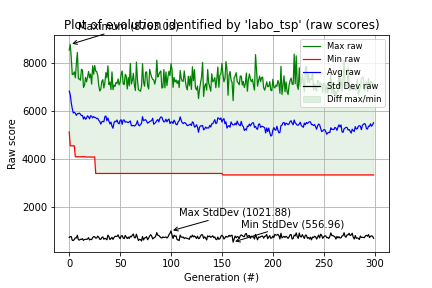 Plot of evolution identified by 'labo_tsp' (raw scores)
Maximum (8763.03)
Max raw
Min raw
Avg raw
Std Dev raw
Diff max/min
Raw score
8000
6000
4000
2000
Max StdDev (1021.88)
Min StdDev (556.96)
0 50 100 150 200 250 300
Generation (#)